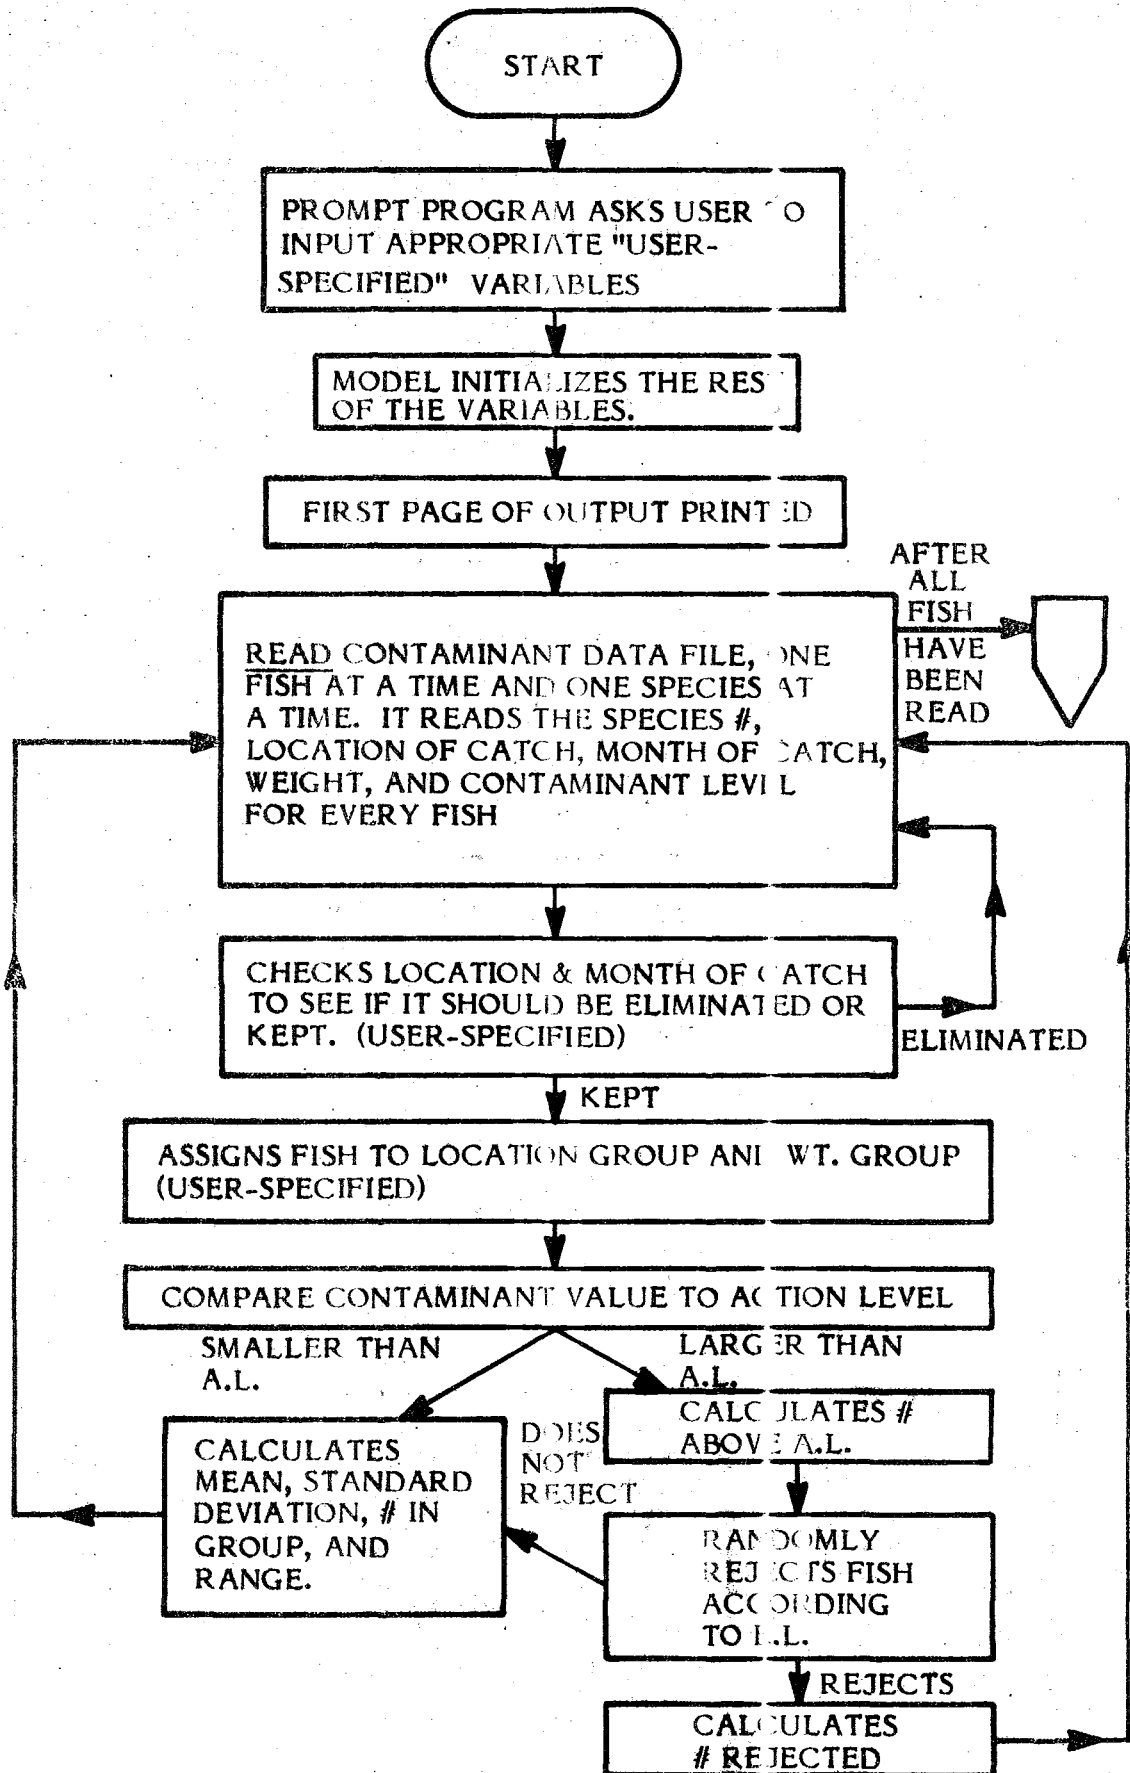 START
PROMPT PROGRAM ASKS USER TO
INPUT APPROPRIATE "USER-
SPECIFIED" VARIABLES
MODEL INITIALIZES THE REST
OF THE VARIABLES.
FIRST PAGE OF OUTPUT PRINTED
AFTER
ALL
FISH
HAVE
BEEN
READ
READ CONTAMINANT DATA FILE, ONE
FISH AT A TIME AND ONE SPECIES AT
A TIME. IT READS THE SPECIES #,
LOCATION OF CATCH, MONTH OF CATCH,
WEIGHT, AND CONTAMINANT LEVEL
FOR EVERY FISH
CHECKS LOCATION & MONTH OF CATCH
TO SEE IF IT SHOULD BE ELIMINATED OR
KEPT. (USER-SPECIFIED)
ELIMINATED
KEPT
ASSIGNS FISH TO LOCATION GROUP AND WT. GROUP
(USER-SPECIFIED)
COMPARE CONTAMINANT VALUE TO ACTION LEVEL
SMALLER THAN
A.L.
LARGER THAN
A.L.
CALCULATES #
ABOVE A.L.
DOES
NOT
REJECT
CALCULATES
MEAN, STANDARD
DEVIATION, # IN
GROUP, AND
RANGE.
RANDOMLY
REJECTS FISH
ACCORDING
TO
REJECTS
CALCULATES
# REJECTED